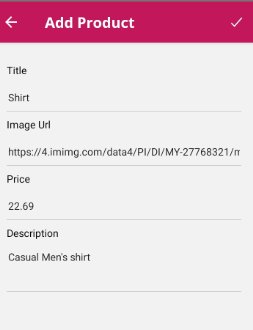 Add Product
Title
Shirt
Image Url
https://4.imimg.com/data4/PI/DI/MY-27768321/m
Price
22.69
Description
Casual Men's shirt